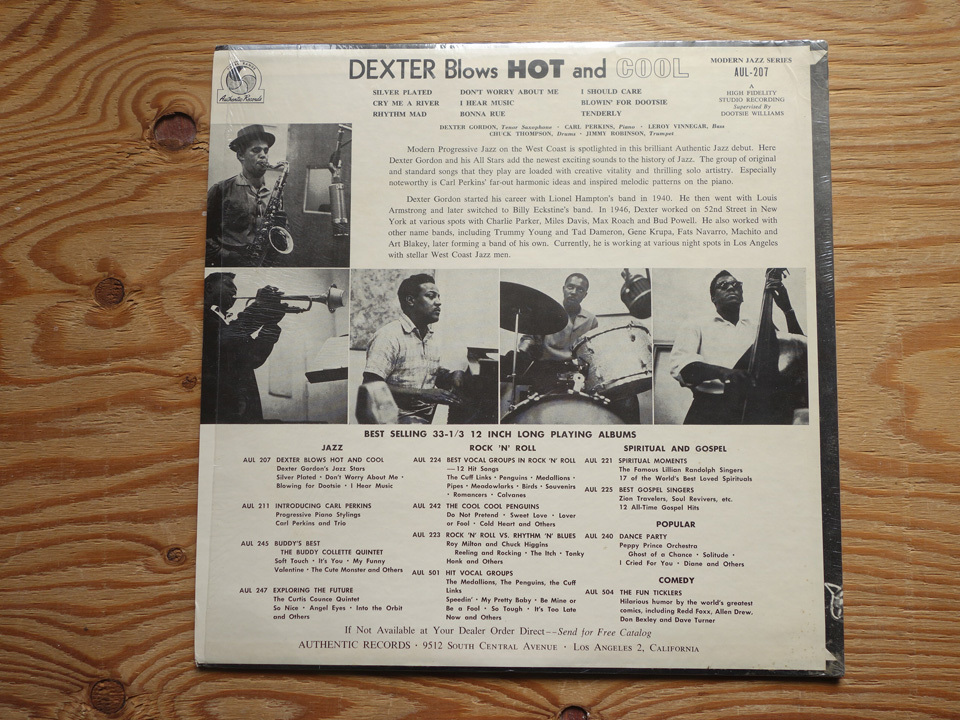 Authentic Records
DEXTER Blows HOT and COOL
MODERN JAZZ SERIES
AUL-207
A
HIGH FIDELITY
STUDIO RECORDING
Supervised By
DOOTSIE WILLIAMS
SILVER PLATED DON'T WORRY ABOUT ME I SHOULD CARE
CRY ME A RIVER I HEAR MUSIC BLOWIN' FOR DOOTSIE
RHYTHM MAD BONNA RUE TENDERLY
DEXTER GORDON, Tenor Saxophone · CARL PERKINS, Piano · LEROY VINNEGAR, Bass
CHUCK THOMPSON, Drums · JIMMY ROBINSON, Trumpet
Modern Progressive Jazz on the West Coast is spotlighted in this brilliant Authentic Jazz debut. Here
Dexter Gordon and his All Stars add the newest exciting sounds to the history of Jazz. The group of original
and standard songs that they play are loaded with creative vitality and thrilling solo artistry. Especially
noteworthy is Carl Perkins' far-out harmonic ideas and inspired melodic patterns on the piano.
Dexter Gordon started his career with Lionel Hampton's band in 1940. He then went with Louis
Armstrong and later switched to Billy Eckstine's band. In 1946, Dexter worked on 52nd Street in New
York at various spots with Charlie Parker, Miles Davis, Max Roach and Bud Powell. He also worked with
other name bands, including Trummy Young and Tad Dameron, Gene Krupa, Fats Navarro, Machito and
Art Blakey, later forming a band of his own. Currently, he is working at various night spots in Los Angeles
with stellar West Coast Jazz men.
BEST SELLING 33-1/3 12 INCH LONG PLAYING ALBUMS
JAZZ
AUL 207 DEXTER BLOWS HOT AND COOL
Dexter Gordon's Jazz Stars
Silver Plated · Don't Worry About Me ·
Blowing for Dootsie · I Hear Music
AUL 211 INTRODUCING CARL PERKINS
Progressive Piano Stylings
Carl Perkins and Trio
AUL 245 BUDDY'S BEST
THE BUDDY COLLETTE QUINTET
Soft Touch · It's You · My Funny
Valentine · The Cute Monster and Others
AUL 247 EXPLORING THE FUTURE
The Curtis Counce Quintet
So Nice · Angel Eyes · Into the Orbit
and Others
ROCK 'N' ROLL
AUL 224 BEST VOCAL GROUPS IN ROCK 'N' ROLL
—12 Hit Songs
The Cuff Links · Penguins · Medallions ·
Pipes · Meadowlarks · Birds · Souvenirs
· Romancers · Calvanes
AUL 242 THE COOL COOL PENGUINS
Do Not Pretend · Sweet Love · Lover
or Fool · Cold Heart and Others
AUL 223 ROCK 'N' ROLL VS. RHYTHM 'N' BLUES
Roy Milton and Chuck Higgins
Reeling and Rocking · The Itch · Tonky
Honk and Others
AUL 501 HIT VOCAL GROUPS
The Medallions, The Penguins, the Cuff
Links
Speedin' · My Pretty Baby · Be Mine or
Be a Fool · So Tough · It's Too Late
Now and Others
SPIRITUAL AND GOSPEL
AUL 221 SPIRITUAL MOMENTS
The Famous Lillian Randolph Singers
17 of the World's Best Loved Spirituals
AUL 225 BEST GOSPEL SINGERS
Zion Travelers, Soul Revivers, etc.
12 All-Time Gospel Hits
POPULAR
AUL 240 DANCE PARTY
Peppy Prince Orchestra
Ghost of a Chance · Solitude ·
I Cried For You · Diane and Others
COMEDY
AUL 504 THE FUN TICKLERS
Hilarious humor by the world's greatest
comics, including Redd Foxx, Allen Drew,
Don Bexley and Dave Turner
If Not Available at Your Dealer Order Direct--Send for Free Catalog
AUTHENTIC RECORDS · 9512 SOUTH CENTRAL AVENUE · LOS ANGELES 2, CALIFORNIA